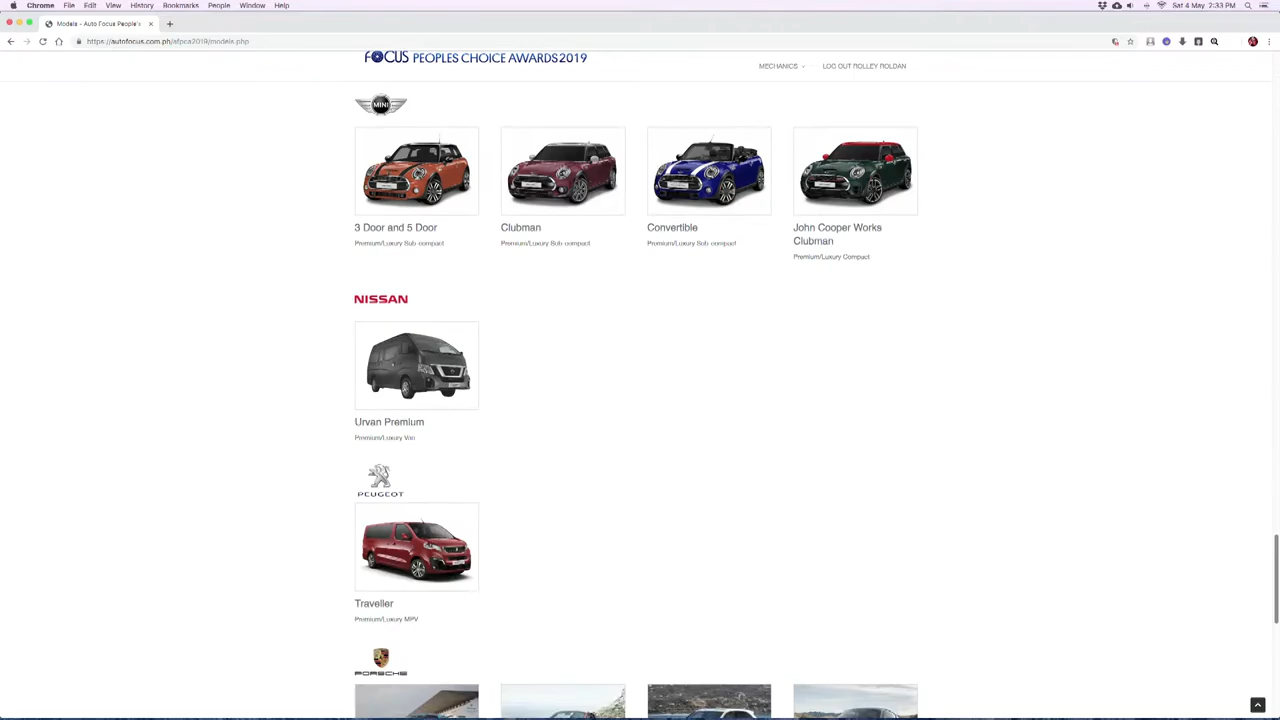 Chrome File Edit View History Bookmarks People Window Help
Sat 4 May 2:33 PM
Models - Auto Focus People's
https://autofocus.com.ph/afpca2019/models.php
FOCUS PEOPLES CHOICE AWARDS 2019
MECHANICS
LOG OUT ROLLEY ROLDAN
MINI
3 Door and 5 Door
Premium/Luxury Sub-compact
Clubman
Premium/Luxury Sub-compact
Convertible
Premium/Luxury Sub-compact
John Cooper Works
Clubman
Premium/Luxury Compact
NISSAN
Urvan Premium
Premium/Luxury Van
PEUGEOT
Traveller
Premium/Luxury MPV
PORSCHE